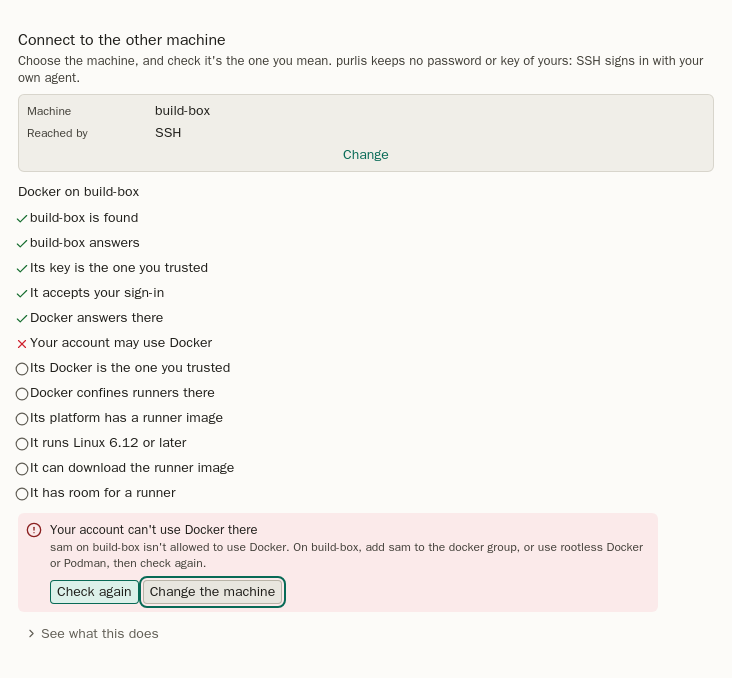 Connect to the other machine
Choose the machine, and check it's the one you mean. purlis keeps no password or key of yours: SSH signs in with your
own agent.
Machine build-box
Reached by SSH
Change
Docker on build-box
build-box is found
build-box answers
Its key is the one you trusted
It accepts your sign-in
Docker answers there
Your account may use Docker
Its Docker is the one you trusted
Docker confines runners there
Its platform has a runner image
It runs Linux 6.12 or later
It can download the runner image
It has room for a runner
Your account can't use Docker there
sam on build-box isn't allowed to use Docker. On build-box, add sam to the docker group, or use rootless Docker
or Podman, then check again.
Check again Change the machine
See what this does